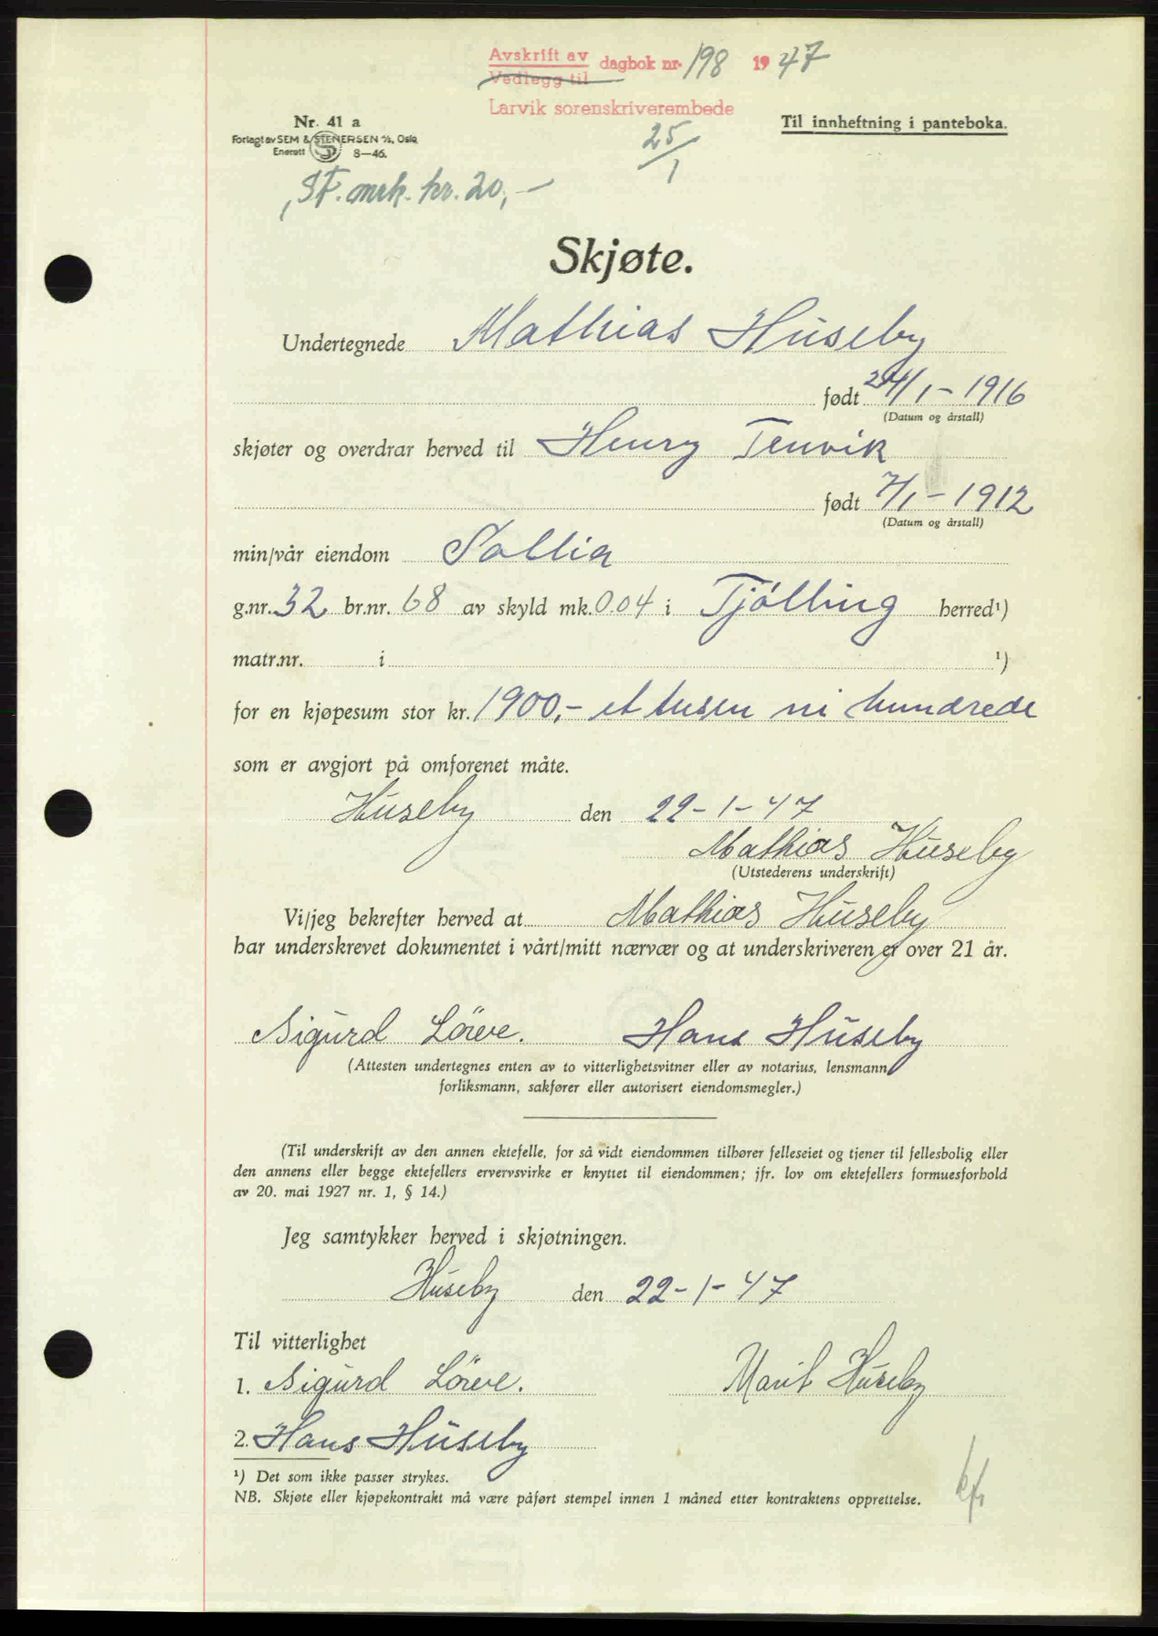 Avskrift av dagbok nr. 198 1947
Vedlegg til
Larvik sorenskriverembede
25/1
Nr. 41 a
Forlagt av SEM & STENERSEN A/S, Oslo
Enerett 8—46.
Til innheftning i panteboka.
St. mrk. kr. 20,-
Skjøte.
Undertegnede Mathias Huseby
født 24/1-1916
(Datum og årstall)
skjøter og overdrar herved til Henry Tenvik
født 7/1-1912
(Datum og årstall)
min/vår eiendom Sollia
g.nr. 32 br.nr. 68 av skyld mk. 0.04 i Tjölling herred¹)
matr.nr. i ¹)
for en kjøpesum stor kr. 1900,- et tusen ni hundrede
som er avgjort på omforenet måte.
Huseby den 22-1-47
Mathias Huseby
(Utstederens underskrift)
Vi/jeg bekrefter herved at Mathias Huseby
har underskrevet dokumentet i vårt/mitt nærvær og at underskriveren er over 21 år.
Sigurd Löwe. Hans Huseby
(Attesten undertegnes enten av to vitterlighetsvitner eller av notarius, lensmann,
forliksmann, sakfører eller autorisert eiendomsmegler.)
(Til underskrift av den annen ektefelle, for så vidt eiendommen tilhører felleseiet og tjener til fellesbolig eller
den annens eller begge ektefellers ervervsvirke er knyttet til eiendommen; jfr. lov om ektefellers formuesforhold
av 20. mai 1927 nr. 1, § 14.)
Jeg samtykker herved i skjøtningen.
Huseby den 22-1-47
Til vitterlighet
1. Sigurd Löwe. Marit Huseby
2. Hans Huseby
¹) Det som ikke passer strykes.
NB. Skjøte eller kjøpekontrakt må være påført stempel innen 1 måned etter kontraktens opprettelse.